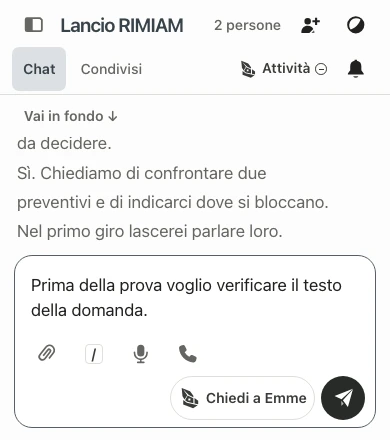 Lancio RIMIAM
2 persone
Chat
Condivisi
Attività
Vai in fondo ↓
da decidere.
Sì. Chiediamo di confrontare due
preventivi e di indicarci dove si bloccano.
Nel primo giro lascerei parlare loro.
Prima della prova voglio verificare il testo
della domanda.
/
Chiedi a Emme